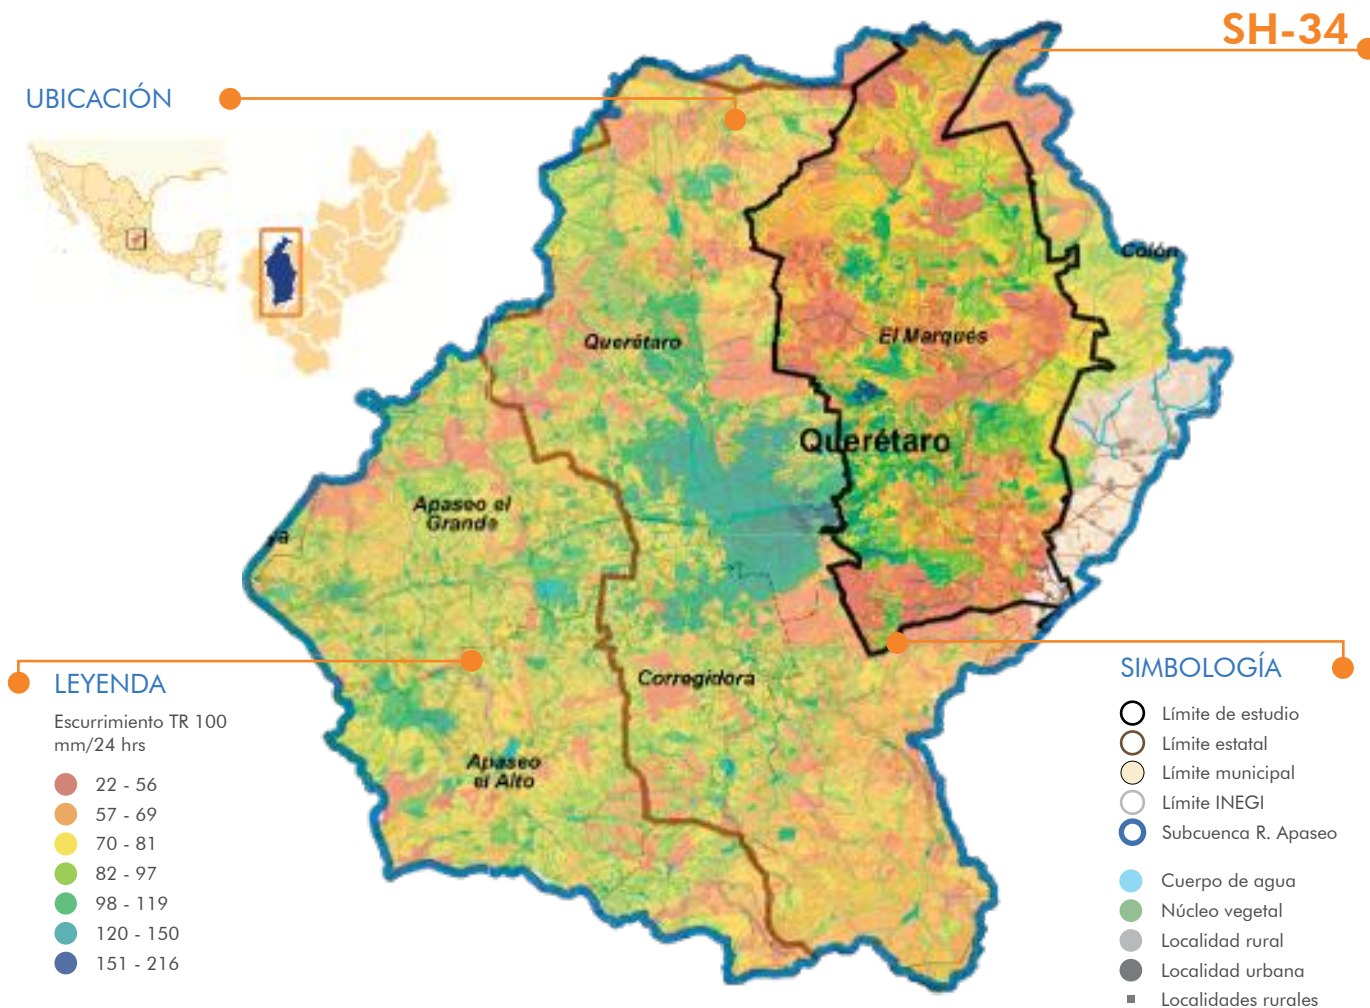 SH-34
UBICACIÓN
Colón
Querétaro
El Marqués
Querétaro
Apaseo el
Grande
Corregidora
Apaseo
el Alto
LEYENDA
Escurrimiento TR 100
mm/24 hrs
22 - 56
57 - 69
70 - 81
82 - 97
98 - 119
120 - 150
151 - 216
SIMBOLOGÍA
Límite de estudio
Límite estatal
Límite municipal
Límite INEGI
Subcuenca R. Apaseo
Cuerpo de agua
Núcleo vegetal
Localidad rural
Localidad urbana
Localidades rurales